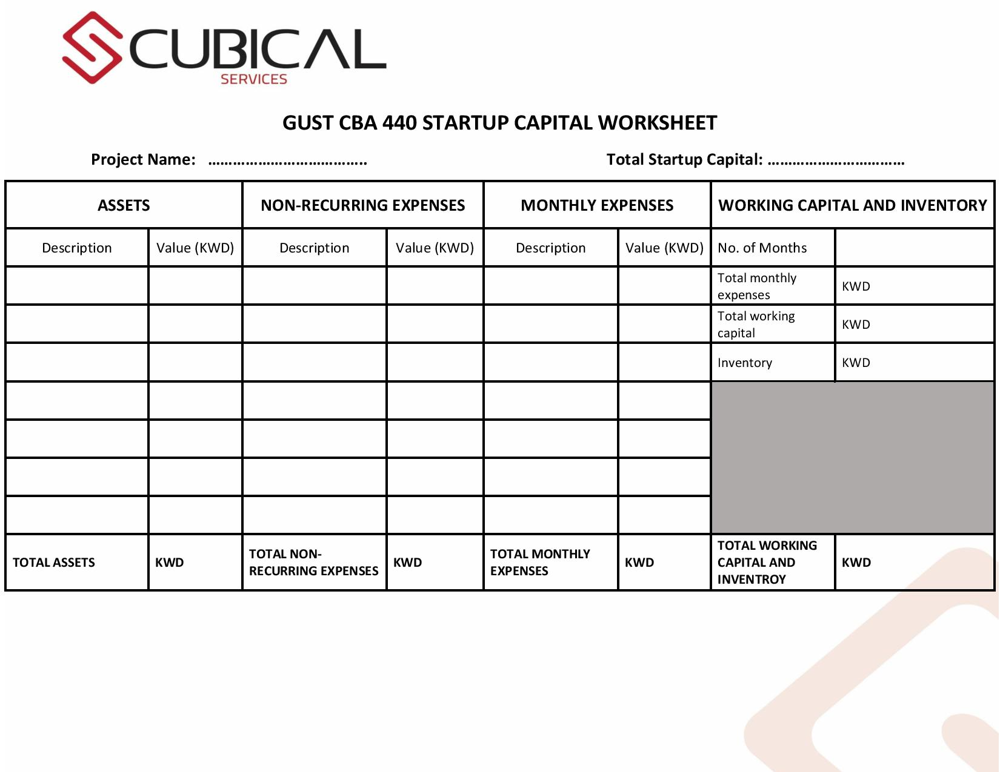 CUBICAL
SERVICES
GUST CBA 440 STARTUP CAPITAL WORKSHEET
Project Name: ………………………………..
Total Startup Capital: ……………………………
ASSETS
NON-RECURRING EXPENSES
MONTHLY EXPENSES
WORKING CAPITAL AND INVENTORY
Description
Value (KWD)
Description
Value (KWD)
Description
Value (KWD)
No. of Months
Total monthly
expenses
KWD
Total working
capital
KWD
Inventory
KWD
TOTAL ASSETS
KWD
TOTAL NON-
RECURRING EXPENSES
KWD
TOTAL MONTHLY
EXPENSES
KWD
TOTAL WORKING
CAPITAL AND
INVENTROY
KWD